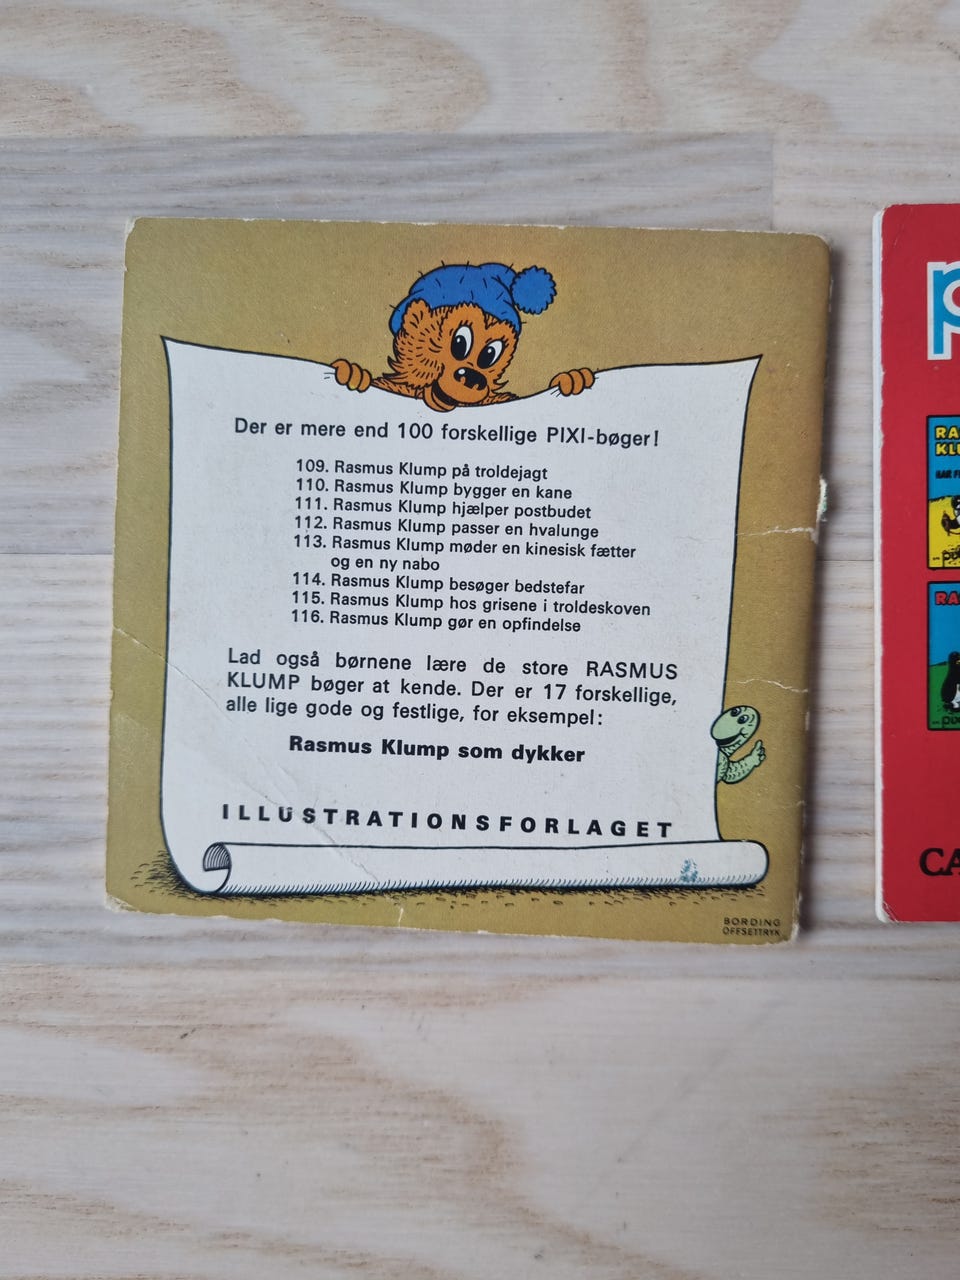 Der er mere end 100 forskellige PIXI-bøger!
109. Rasmus Klump på troldejagt
110. Rasmus Klump bygger en kane
111. Rasmus Klump hjælper postbudet
112. Rasmus Klump passer en hvalunge
113. Rasmus Klump møder en kinesisk fætter
og en ny nabo
114. Rasmus Klump besøger bedstefar
115. Rasmus Klump hos grisene i troldeskoven
116. Rasmus Klump gør en opfindelse
Lad også børnene lære de store RASMUS
KLUMP bøger at kende. Der er 17 forskellige,
alle lige gode og festlige, for eksempel:
Rasmus Klump som dykker
ILLUSTRATIONSFORLAGET
BORDING
OFFSETTRYK
p
RA
KLU
RA
CA